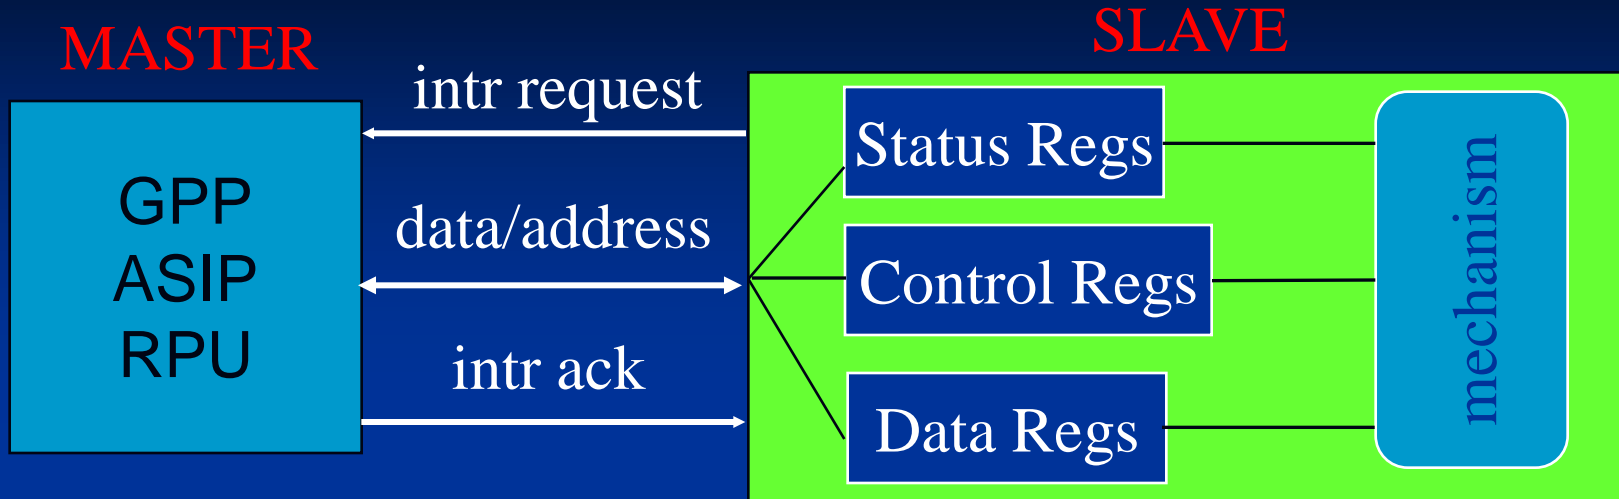 MASTER
SLAVE
intr request
data/address
intr ack
GPP
ASIP
RPU
Status Regs
Control Regs
Data Regs
mechanism